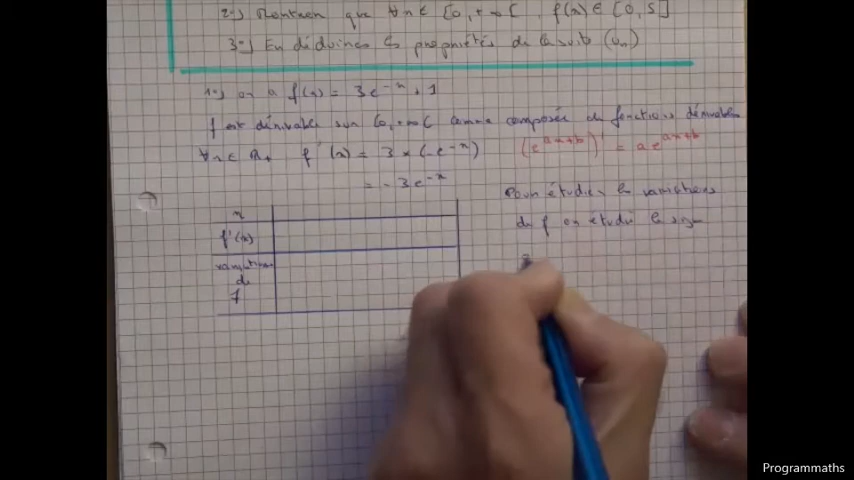 2-) Montrer que ∀n ∈ [0, +∞[, f(n) ∈ [0, 5]
3-) En déduire les propriétés de la suite (un)
1-) on a f(x) = 3e^-x + 1
f est dérivable sur [0, +∞[ comme composée de fonctions dérivables
∀x ∈ R+ f'(x) = 3 × (-e^-x) (e^ax+b)' = a e^ax+b
= -3e^-x
Pour étudier les variations
de f on étudie le signe
x
f'(x)
variations
de
f
Programmaths